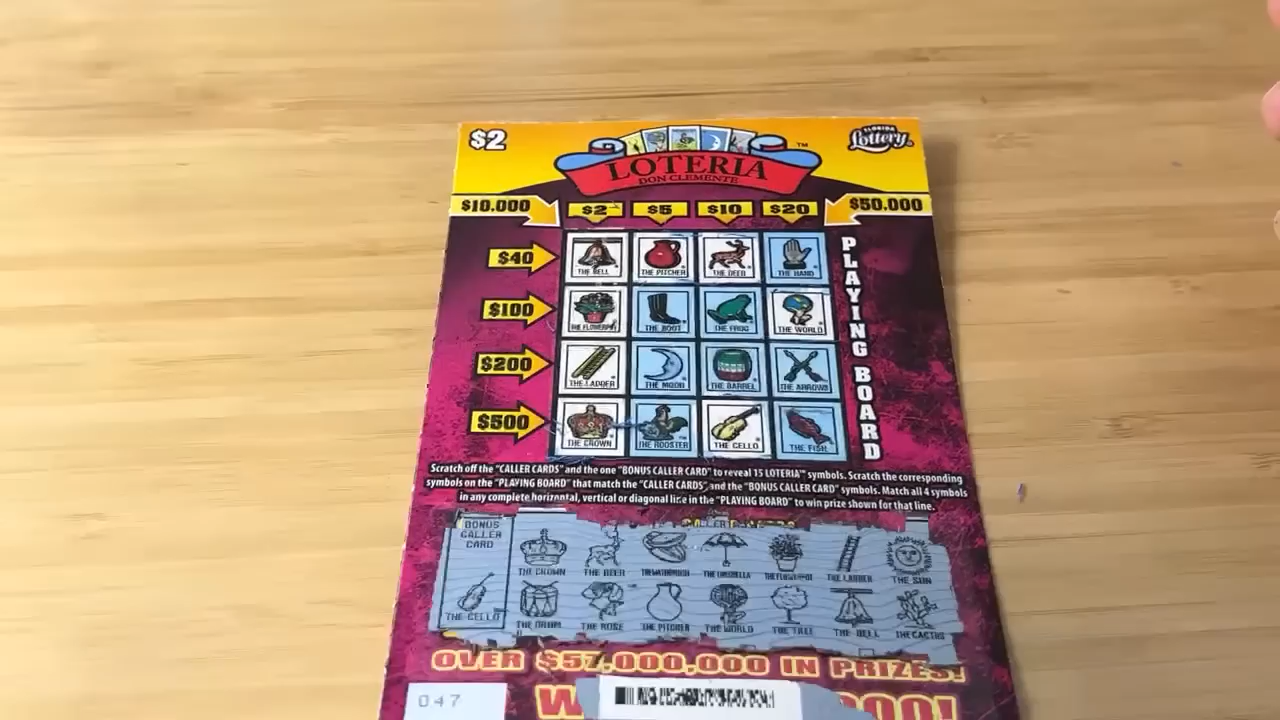 $2
FLORIDA
Lottery
LOTERIA™
DON CLEMENTE
$10.000 $2 $5 $10 $20 $50.000
$40 THE BELL THE PITCHER THE DEER THE HAND
$100 THE FLOWERPOT THE BOOT THE FROG THE WORLD
$200 THE LADDER THE MOON THE BARREL THE ARROWS
$500 THE CROWN THE ROOSTER THE CELLO THE FISH
PLAYING BOARD
Scratch off the "CALLER CARDS" and the one "BONUS CALLER CARD" to reveal 15 LOTERIA™ symbols. Scratch the corresponding
symbols on the "PLAYING BOARD" that match the "CALLER CARDS" and the "BONUS CALLER CARD" symbols. Match all 4 symbols
in any complete horizontal, vertical or diagonal line in the "PLAYING BOARD" to win prize shown for that line.
BONUS
CALLER
CARD
THE CELLO
THE CROWN THE DEER THE WATERMELON THE UMBRELLA THE FLOWERPOT THE LADDER THE SUN
THE DRUM THE ROSE THE PITCHER THE WORLD THE TREE THE BELL THE CACTUS
OVER $57,000,000 IN PRIZES!
047